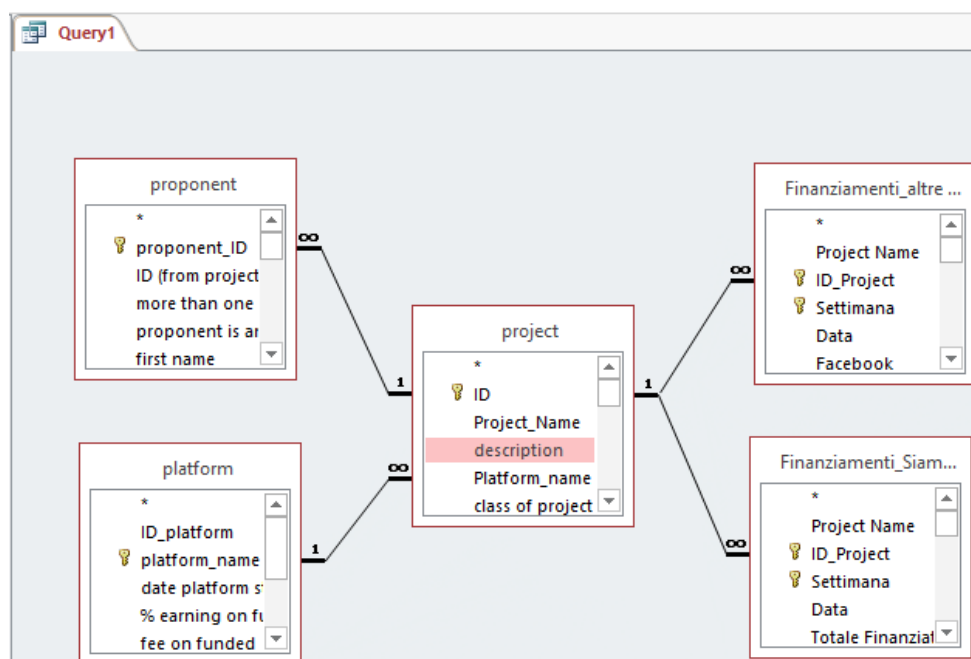 Query1
proponent
*
proponent_ID
ID (from project
more than one
proponent is ar
first name
platform
*
ID_platform
platform_name
date platform s
% earning on fu
fee on funded
project
*
ID
Project_Name
description
Platform_name
class of project
Finanziamenti_altre ...
*
Project Name
ID_Project
Settimana
Data
Facebook
Finanziamenti_Siam...
*
Project Name
ID_Project
Settimana
Data
Totale Finanziat
∞
1
∞
1
1
∞
∞